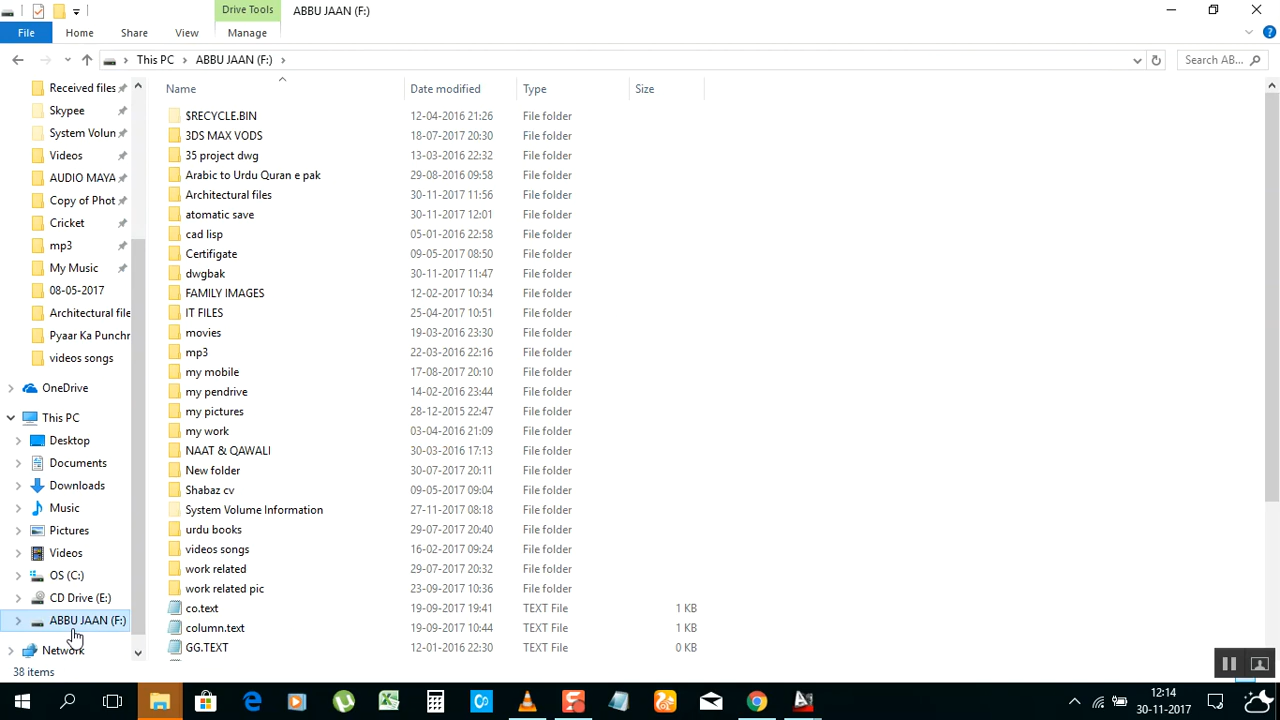 Drive Tools ABBU JAAN (F:)
File Home Share View Manage
This PC ABBU JAAN (F:) Search AB...
Name Date modified Type Size
Received files
Skypee
System Volun
Videos
AUDIO MAYA
Copy of Phot
Cricket
mp3
My Music
08-05-2017
Architectural file
Pyaar Ka Punchr
videos songs
OneDrive
This PC
Desktop
Documents
Downloads
Music
Pictures
Videos
OS (C:)
CD Drive (E:)
ABBU JAAN (F:)
Network
$RECYCLE.BIN 12-04-2016 21:26 File folder
3DS MAX VODS 18-07-2017 20:30 File folder
35 project dwg 13-03-2016 22:32 File folder
Arabic to Urdu Quran e pak 29-08-2016 09:58 File folder
Architectural files 30-11-2017 11:56 File folder
atomatic save 30-11-2017 12:01 File folder
cad lisp 05-01-2016 22:58 File folder
Certifigate 09-05-2017 08:50 File folder
dwgbak 30-11-2017 11:47 File folder
FAMILY IMAGES 12-02-2017 10:34 File folder
IT FILES 25-04-2017 10:51 File folder
movies 19-03-2016 23:30 File folder
mp3 22-03-2016 22:16 File folder
my mobile 17-08-2017 20:10 File folder
my pendrive 14-02-2016 23:44 File folder
my pictures 28-12-2015 22:47 File folder
my work 03-04-2016 21:09 File folder
NAAT & QAWALI 30-03-2016 17:13 File folder
New folder 30-07-2017 20:11 File folder
Shabaz cv 09-05-2017 09:04 File folder
System Volume Information 27-11-2017 08:18 File folder
urdu books 29-07-2017 20:40 File folder
videos songs 16-02-2017 09:24 File folder
work related 29-07-2017 20:32 File folder
work related pic 23-09-2017 10:36 File folder
co.text 19-09-2017 19:41 TEXT File 1 KB
column.text 19-09-2017 10:44 TEXT File 1 KB
GG.TEXT 12-01-2016 22:30 TEXT File 0 KB
38 items
12:14
30-11-2017